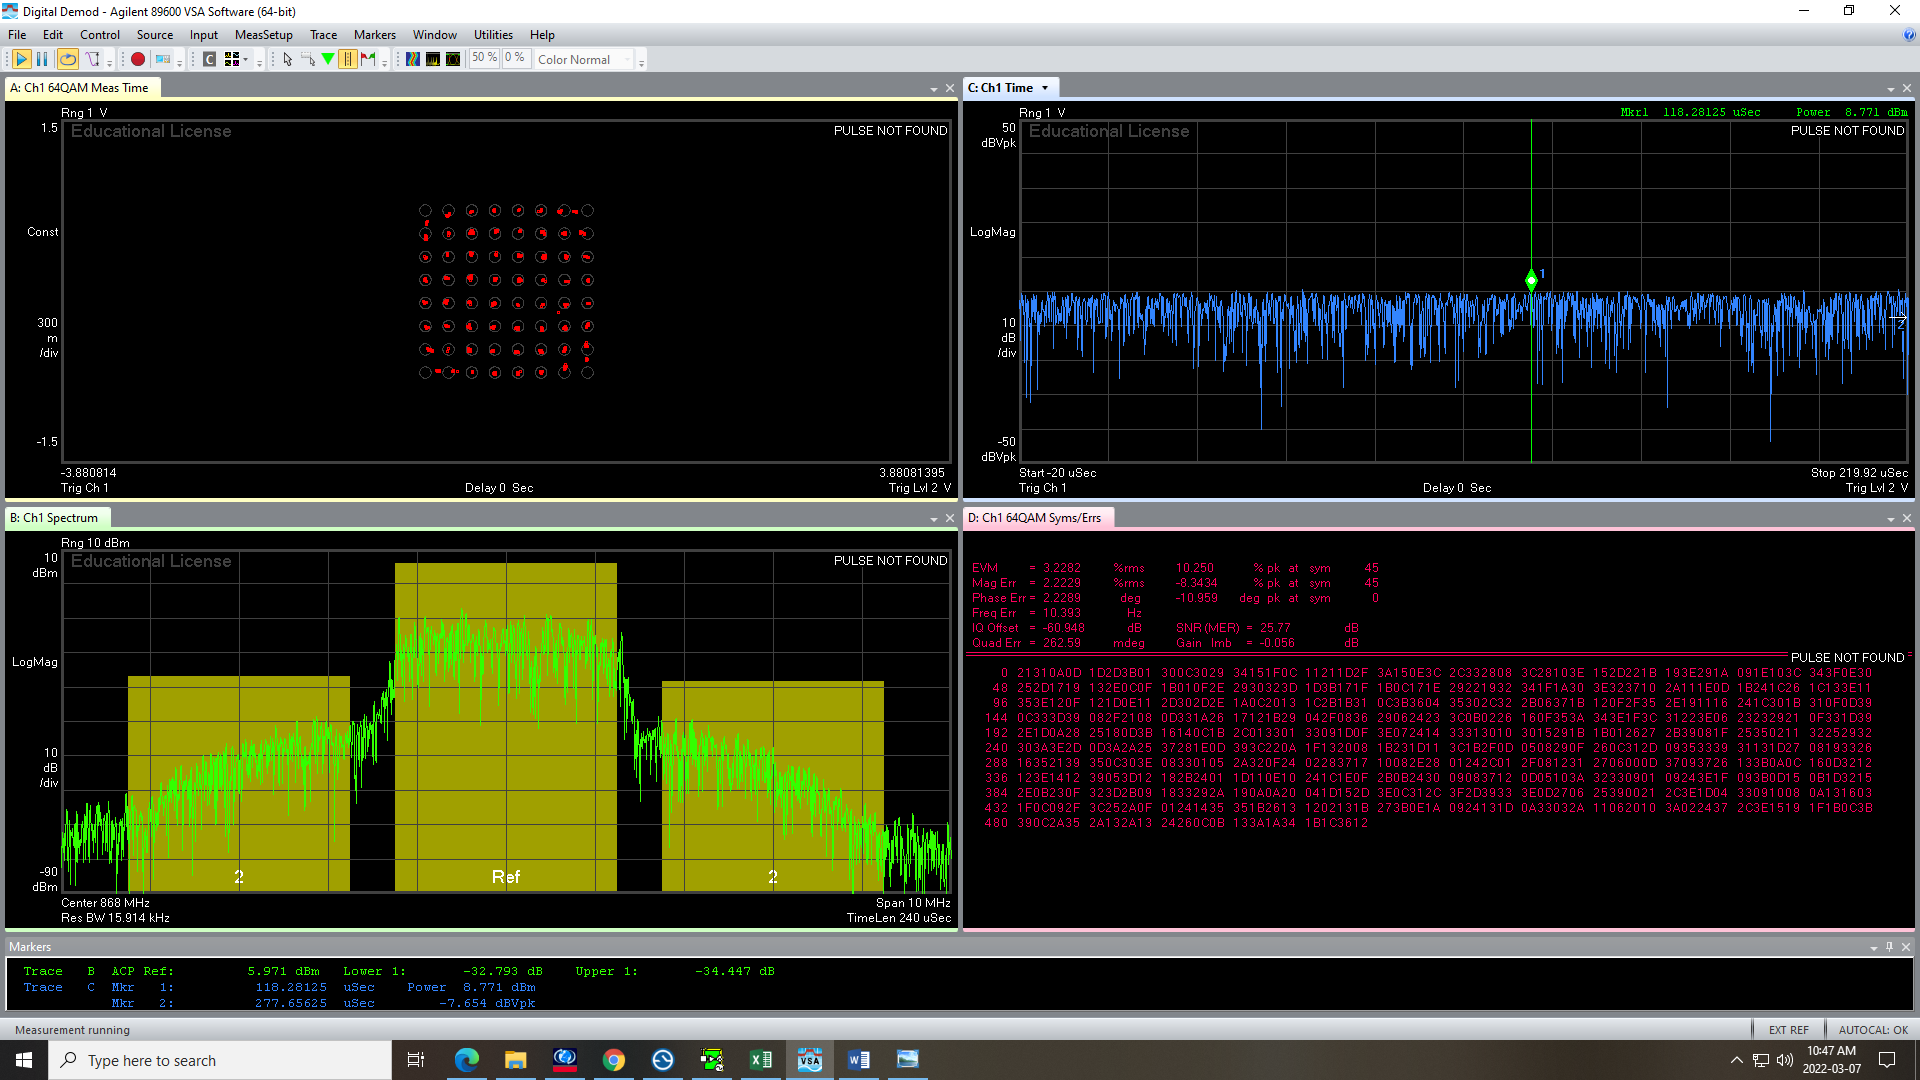 Digital Demod - Agilent 89600 VSA Software (64-bit)
File Edit Control Source Input MeasSetup Trace Markers Window Utilities Help
C 50 % 0 % Color Normal
A: Ch1 64QAM Meas Time
Rng 1 V
1.5
Educational License
PULSE NOT FOUND
Const
300
m
/div
-1.5
-3.880814 3.88081395
Trig Ch 1 Delay 0 Sec Trig Lvl 2 V
C: Ch1 Time
Rng 1 V Mkr1 118.28125 uSec Power 8.771 dBm
50
dBVpk
Educational License
PULSE NOT FOUND
1
LogMag
10
dB
/div
2
-50
dBVpk
Start -20 uSec Stop 219.92 uSec
Trig Ch 1 Delay 0 Sec Trig Lvl 2 V
B: Ch1 Spectrum
Rng 10 dBm
10
dBm
Educational License
PULSE NOT FOUND
LogMag
10
dB
/div
-90
dBm
2 Ref 2
Center 868 MHz Span 10 MHz
Res BW 15.914 kHz TimeLen 240 uSec
D: Ch1 64QAM Syms/Errs
EVM = 3.2282 %rms 10.250 % pk at sym 45
Mag Err = 2.2229 %rms -8.3434 % pk at sym 45
Phase Err = 2.2289 deg -10.959 deg pk at sym 0
Freq Err = 10.393 Hz
IQ Offset = -60.948 dB SNR(MER) = 25.77 dB
Quad Err = 262.59 mdeg Gain Imb = -0.056 dB
PULSE NOT FOUND
0 21310A0D 1D2D3B01 300C3029 34151F0C 11211D2F 3A150E3C 2C332808 3C28103E 152D221B 193E291A 091E103C 343F0E30
48 252D1719 132E0C0F 1B010F2E 2930323D 1D3B171F 1B0C171E 29221932 341F1A30 3E323710 2A111E0D 1B241C26 1C133E11
96 353E120F 121D0E11 2D302D2E 1A0C2013 1C2B1B31 0C3B3604 35302C32 2B06371B 120F2F35 2E191116 241C301B 310F0D39
144 0C333D39 082F2108 0D331A26 17121B29 042F0836 29062423 3C0B0226 160F353A 343E1F3C 31223E06 23232921 0F331D39
192 2E1D0A28 25180D3B 16140C1B 2C013301 33091D0F 3E072414 33313010 3015291B 1B012627 2B39081F 25350211 32252932
240 303A3E2D 0D3A2A25 37281E0D 393C220A 1F132008 1B231D11 3C1B2F0D 0508290F 260C312D 09353339 31131D27 08193326
288 16352139 350C303E 08330105 2A320F24 02283717 10082E28 01242C01 2F081231 2706000D 37093726 133B0A1C 160D3212
336 123E1412 39053D12 182B2401 1D110E10 241C1E0F 2B0B2430 09083712 0D05103A 32330901 09243E1F 093B0D15 0B1D3215
384 2E0B230F 323D2B09 1833292A 190A0A20 041D152D 3E0C312C 3F2D3933 3E0D2706 25390021 2C3E1D04 33091008 0A131603
432 1F0C092F 3C252A0F 01241435 351B2613 1202131B 273B0E1A 0924131D 0A33032A 11062010 3A022437 2C3E1519 1F1B0C3B
480 390C2A35 2A132A13 24260C0B 133A1A34 1B1C3612
Markers
Trace B ACP Ref: 5.971 dBm Lower 1: -32.793 dB Upper 1: -34.447 dB
Trace C Mkr 1: 118.28125 uSec Power 8.771 dBm
Mkr 2: 277.65625 uSec -7.654 dBVpk
Measurement running EXT REF AUTOCAL: OK
Type here to search
VSA
10:47 AM
2022-03-07